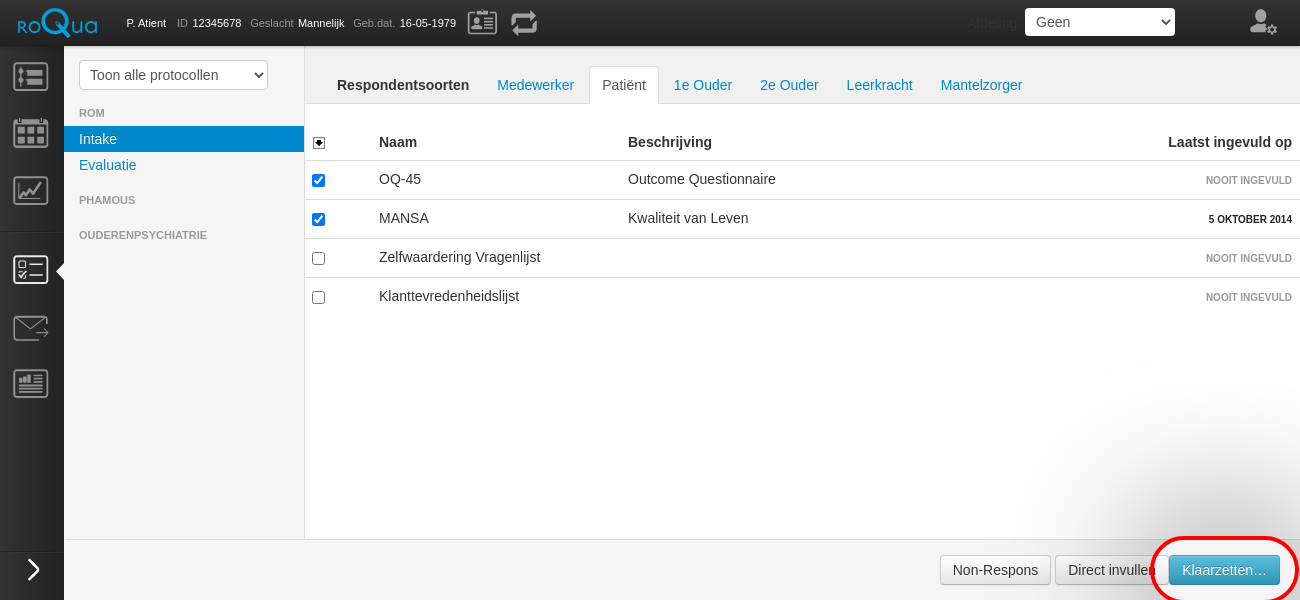 roQua P. Atient ID 12345678 Geslacht Mannelijk Geb.dat. 16-05-1979 Afdeling Geen
Toon alle protocollen
ROM
Intake
Evaluatie
PHAMOUS
OUDERENPSYCHIATRIE
Respondentsoorten Medewerker Patiënt 1e Ouder 2e Ouder Leerkracht Mantelzorger
Naam Beschrijving Laatst ingevuld op
OQ-45 Outcome Questionnaire NOOIT INGEVULD
MANSA Kwaliteit van Leven 5 OKTOBER 2014
Zelfwaardering Vragenlijst NOOIT INGEVULD
Klanttevredenheidslijst NOOIT INGEVULD
Non-Respons Direct invullen Klaarzetten…